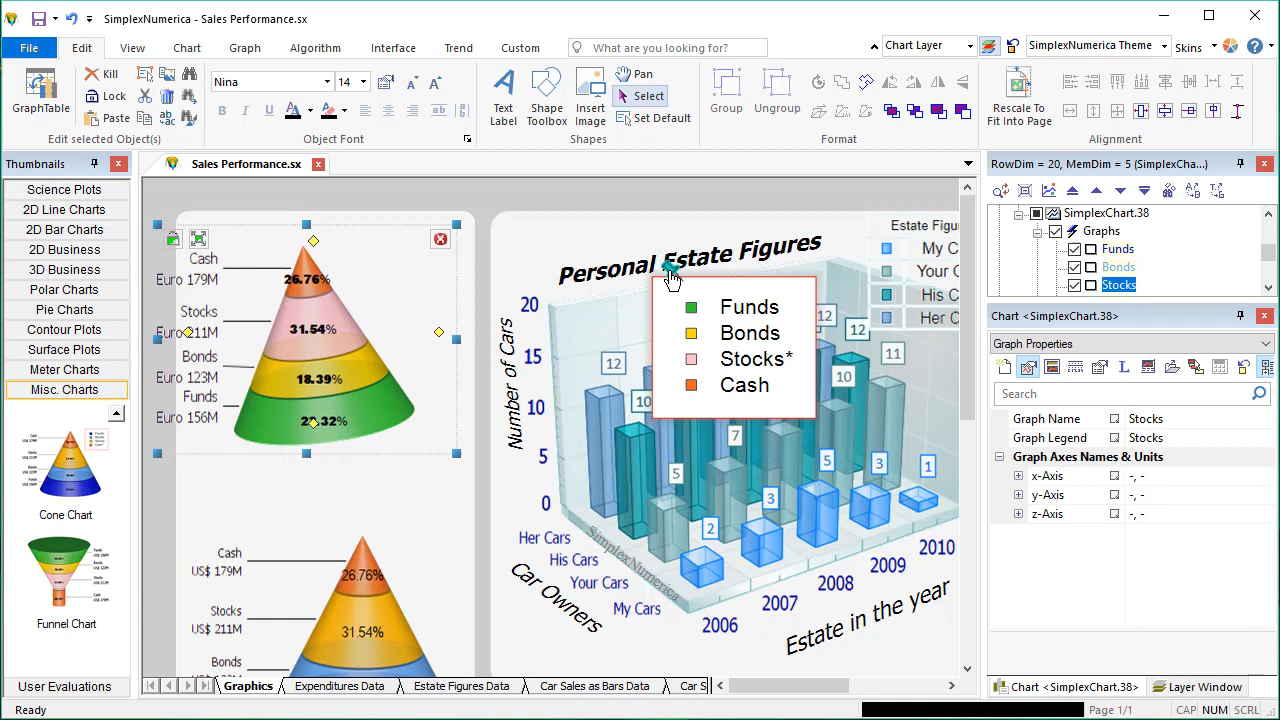 SimplexNumerica - Sales Performance.sx
File Edit View Chart Graph Algorithm Interface Trend Custom What are you looking for? Chart Layer SimplexNumerica Theme Skins
GraphTable
Kill
Lock
Paste
Edit selected Object(s)
Nina 14
B I U A ab
Object Font
Text Label
Shape Toolbox
Insert Image
Pan
Select
Set Default
Shapes
Group
Ungroup
Format
Rescale To Fit Into Page
Alignment
Thumbnails
Science Plots
2D Line Charts
2D Bar Charts
2D Business
3D Business
Polar Charts
Pie Charts
Contour Plots
Surface Plots
Meter Charts
Misc. Charts
Cone Chart
Funnel Chart
User Evaluations
Sales Performance.sx
Cash
Euro 179M
Stocks
Bonds
Euro 123M
Funds
Euro 156M
26.76%
31.54%
18.39%
Cash
US$ 179M
Stocks
US$ 211M
Bonds
26.76%
31.54%
Personal Estate Figures
Estate Figu
My C
Your C
His C
Her C
Funds
Bonds
Stocks*
Cash
Number of Cars
20
15
10
5
0
12
10
12
12
11
10
7
5
5
3
1
3
2
Her Cars
His Cars
Your Cars
My Cars
Car Owners
SimplexNumerica
2006
2007
2008
2009
2010
Estate in the year
Graphics Expenditures Data Estate Figures Data Car Sales as Bars Data Car S
RowDim = 20, MemDim = 5 (SimplexCha...)
SimplexChart.38
Graphs
Funds
Bonds
Stocks
Chart <SimplexChart.38>
Graph Properties
Search
Graph Name Stocks
Graph Legend Stocks
Graph Axes Names & Units
x-Axis -, -
y-Axis -, -
z-Axis -, -
Chart <SimplexChart.38> Layer Window
Ready Page 1/1 CAP NUM SCRL